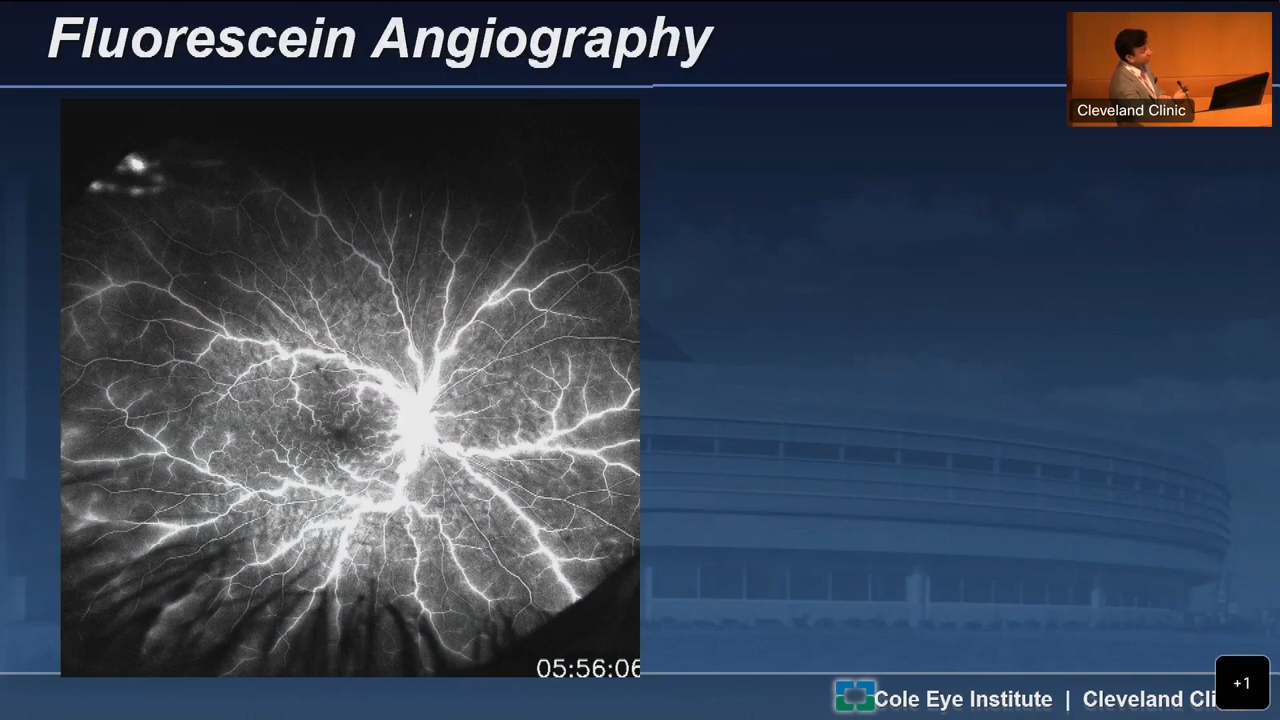 Fluorescein Angiography
Cleveland Clinic
05:56:06
Cole Eye Institute | Cleveland Cli
+1